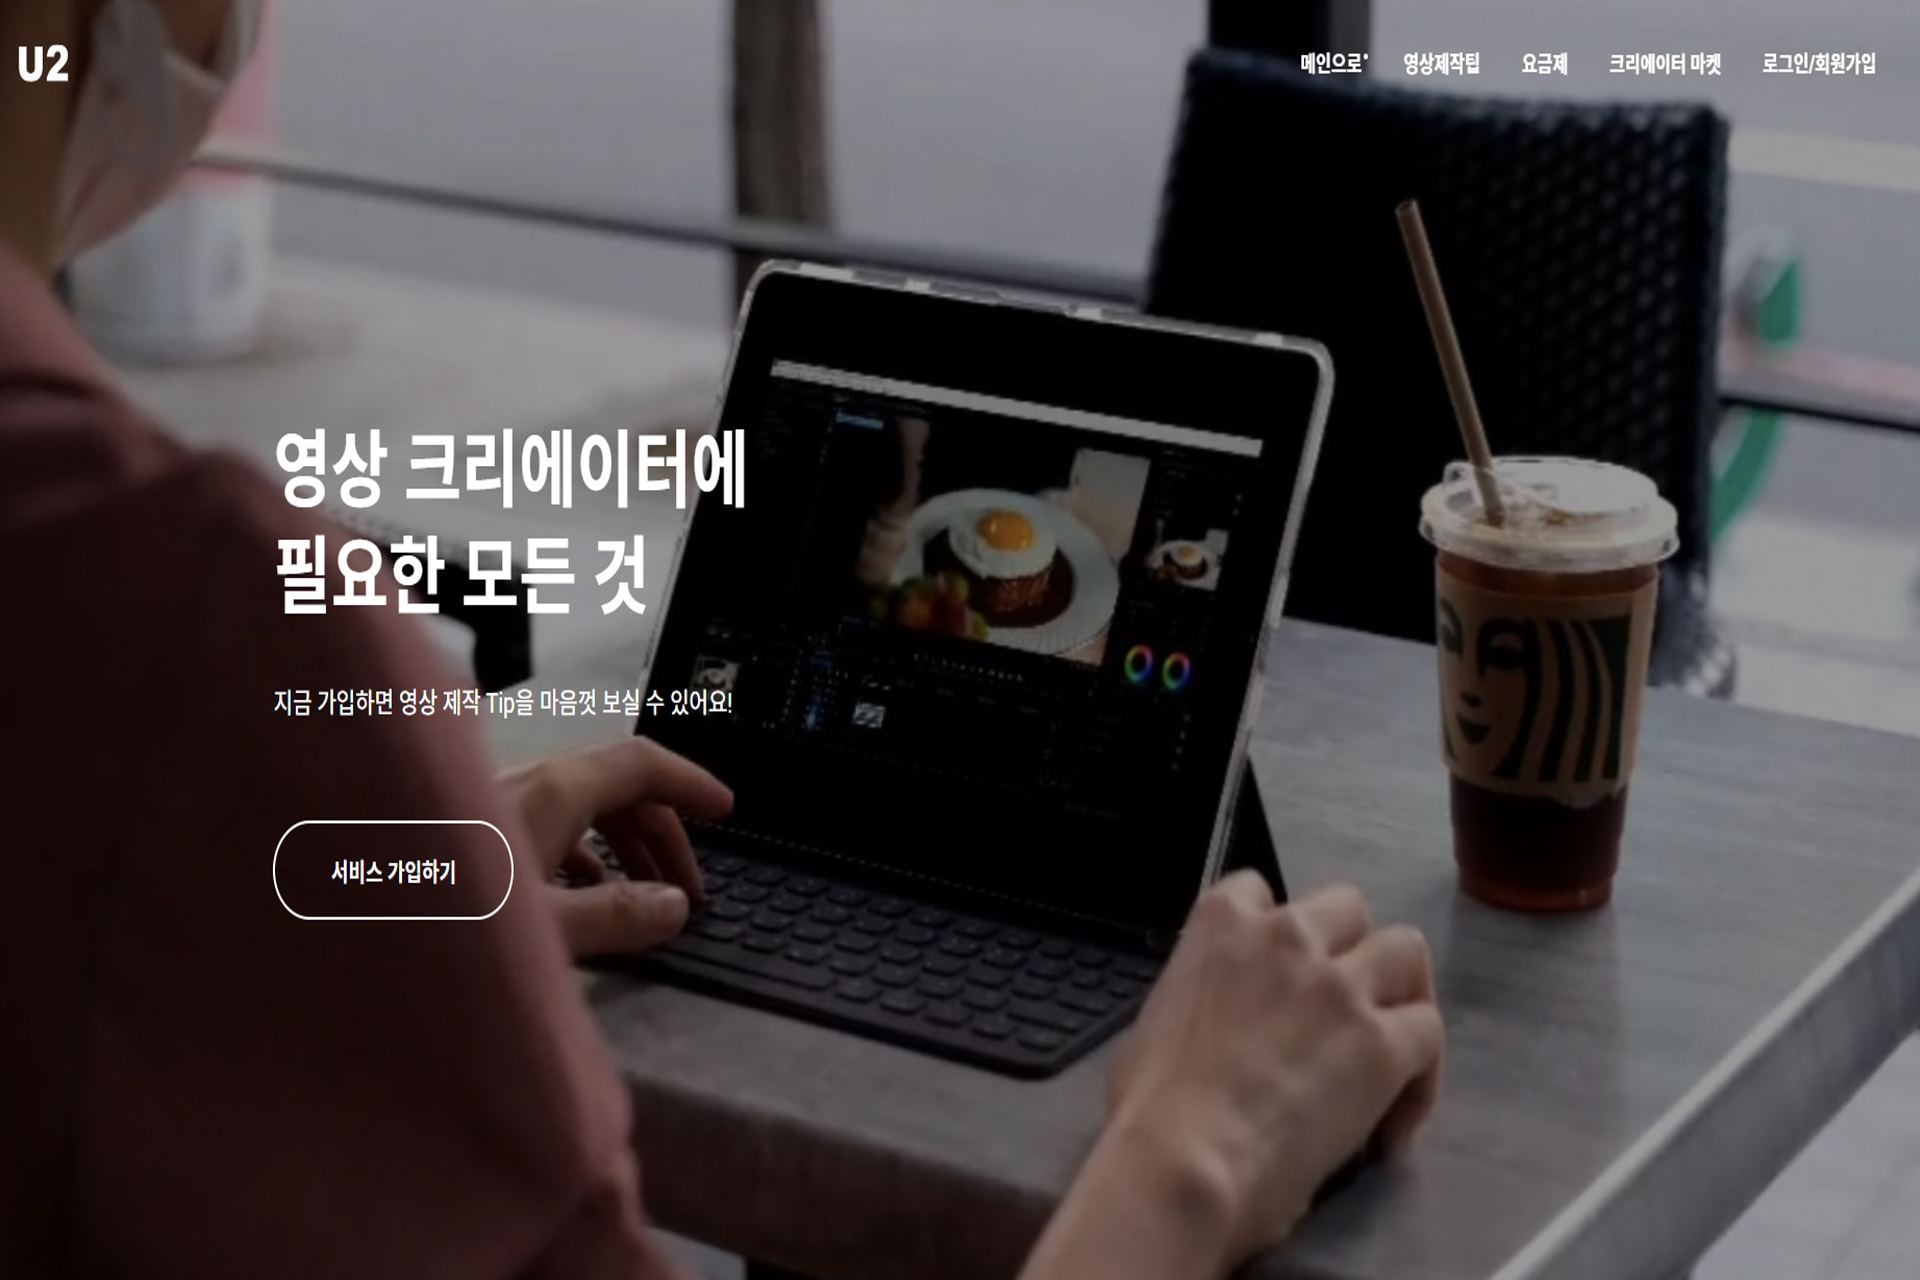 U2
메인으로
영상제작팁
요금제
크리에이터 마켓
로그인/회원가입
영상 크리에이터에
필요한 모든 것
지금 가입하면 영상 제작 Tip을 마음껏 보실 수 있어요!
서비스 가입하기